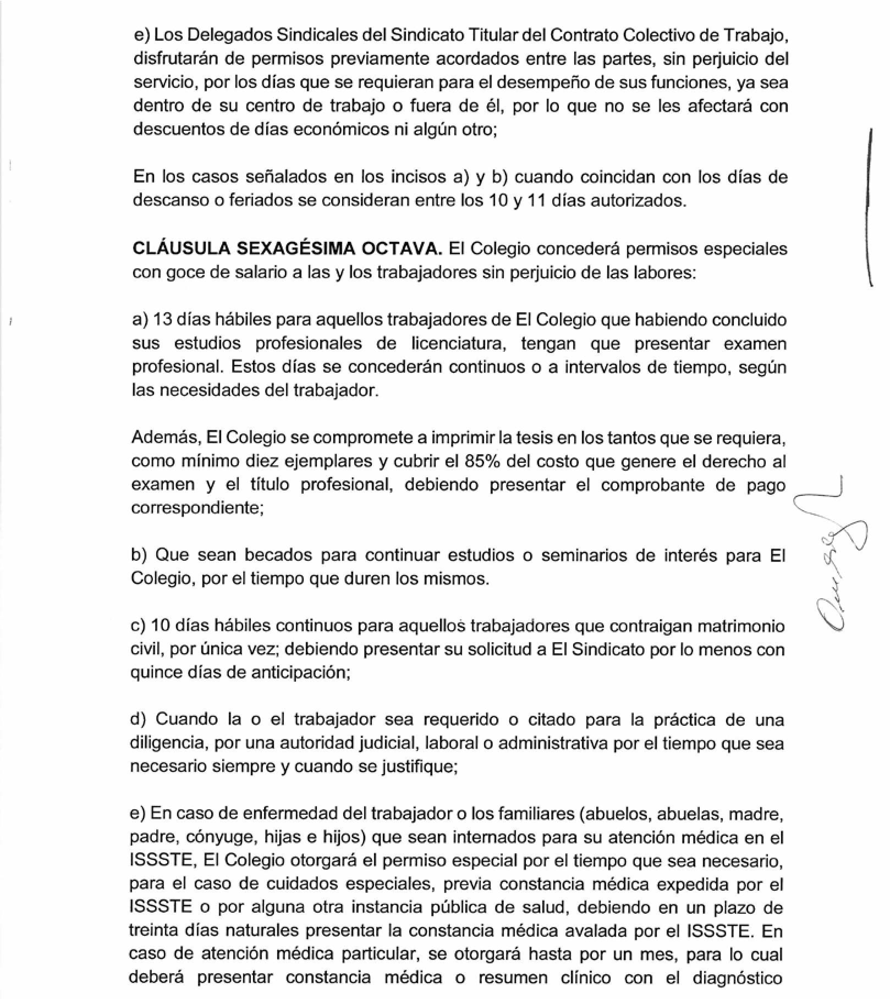 e) Los Delegados Sindicales del Sindicato Titular del Contrato Colectivo de Trabajo,
disfrutarán de permisos previamente acordados entre las partes, sin perjuicio del
servicio, por los días que se requieran para el desempeño de sus funciones, ya sea
dentro de su centro de trabajo o fuera de él, por lo que no se les afectará con
descuentos de días económicos ni algún otro;
En los casos señalados en los incisos a) y b) cuando coincidan con los días de
descanso o feriados se consideran entre los 10 y 11 días autorizados.
CLÁUSULA SEXAGÉSIMA OCTAVA. El Colegio concederá permisos especiales
con goce de salario a las y los trabajadores sin perjuicio de las labores:
a) 13 días hábiles para aquellos trabajadores de El Colegio que habiendo concluido
sus estudios profesionales de licenciatura, tengan que presentar examen
profesional. Estos días se concederán continuos o a intervalos de tiempo, según
las necesidades del trabajador.
Además, El Colegio se compromete a imprimir la tesis en los tantos que se requiera,
como mínimo diez ejemplares y cubrir el 85% del costo que genere el derecho al
examen y el título profesional, debiendo presentar el comprobante de pago
correspondiente;
b) Que sean becados para continuar estudios o seminarios de interés para El
Colegio, por el tiempo que duren los mismos.
c) 10 días hábiles continuos para aquellos trabajadores que contraigan matrimonio
civil, por única vez; debiendo presentar su solicitud a El Sindicato por lo menos con
quince días de anticipación;
d) Cuando la o el trabajador sea requerido o citado para la práctica de una
diligencia, por una autoridad judicial, laboral o administrativa por el tiempo que sea
necesario siempre y cuando se justifique;
e) En caso de enfermedad del trabajador o los familiares (abuelos, abuelas, madre,
padre, cónyuge, hijas e hijos) que sean internados para su atención médica en el
ISSSTE, El Colegio otorgará el permiso especial por el tiempo que sea necesario,
para el caso de cuidados especiales, previa constancia médica expedida por el
ISSSTE o por alguna otra instancia pública de salud, debiendo en un plazo de
treinta días naturales presentar la constancia médica avalada por el ISSSTE. En
caso de atención médica particular, se otorgará hasta por un mes, para lo cual
deberá presentar constancia médica o resumen clínico con el diagnóstico